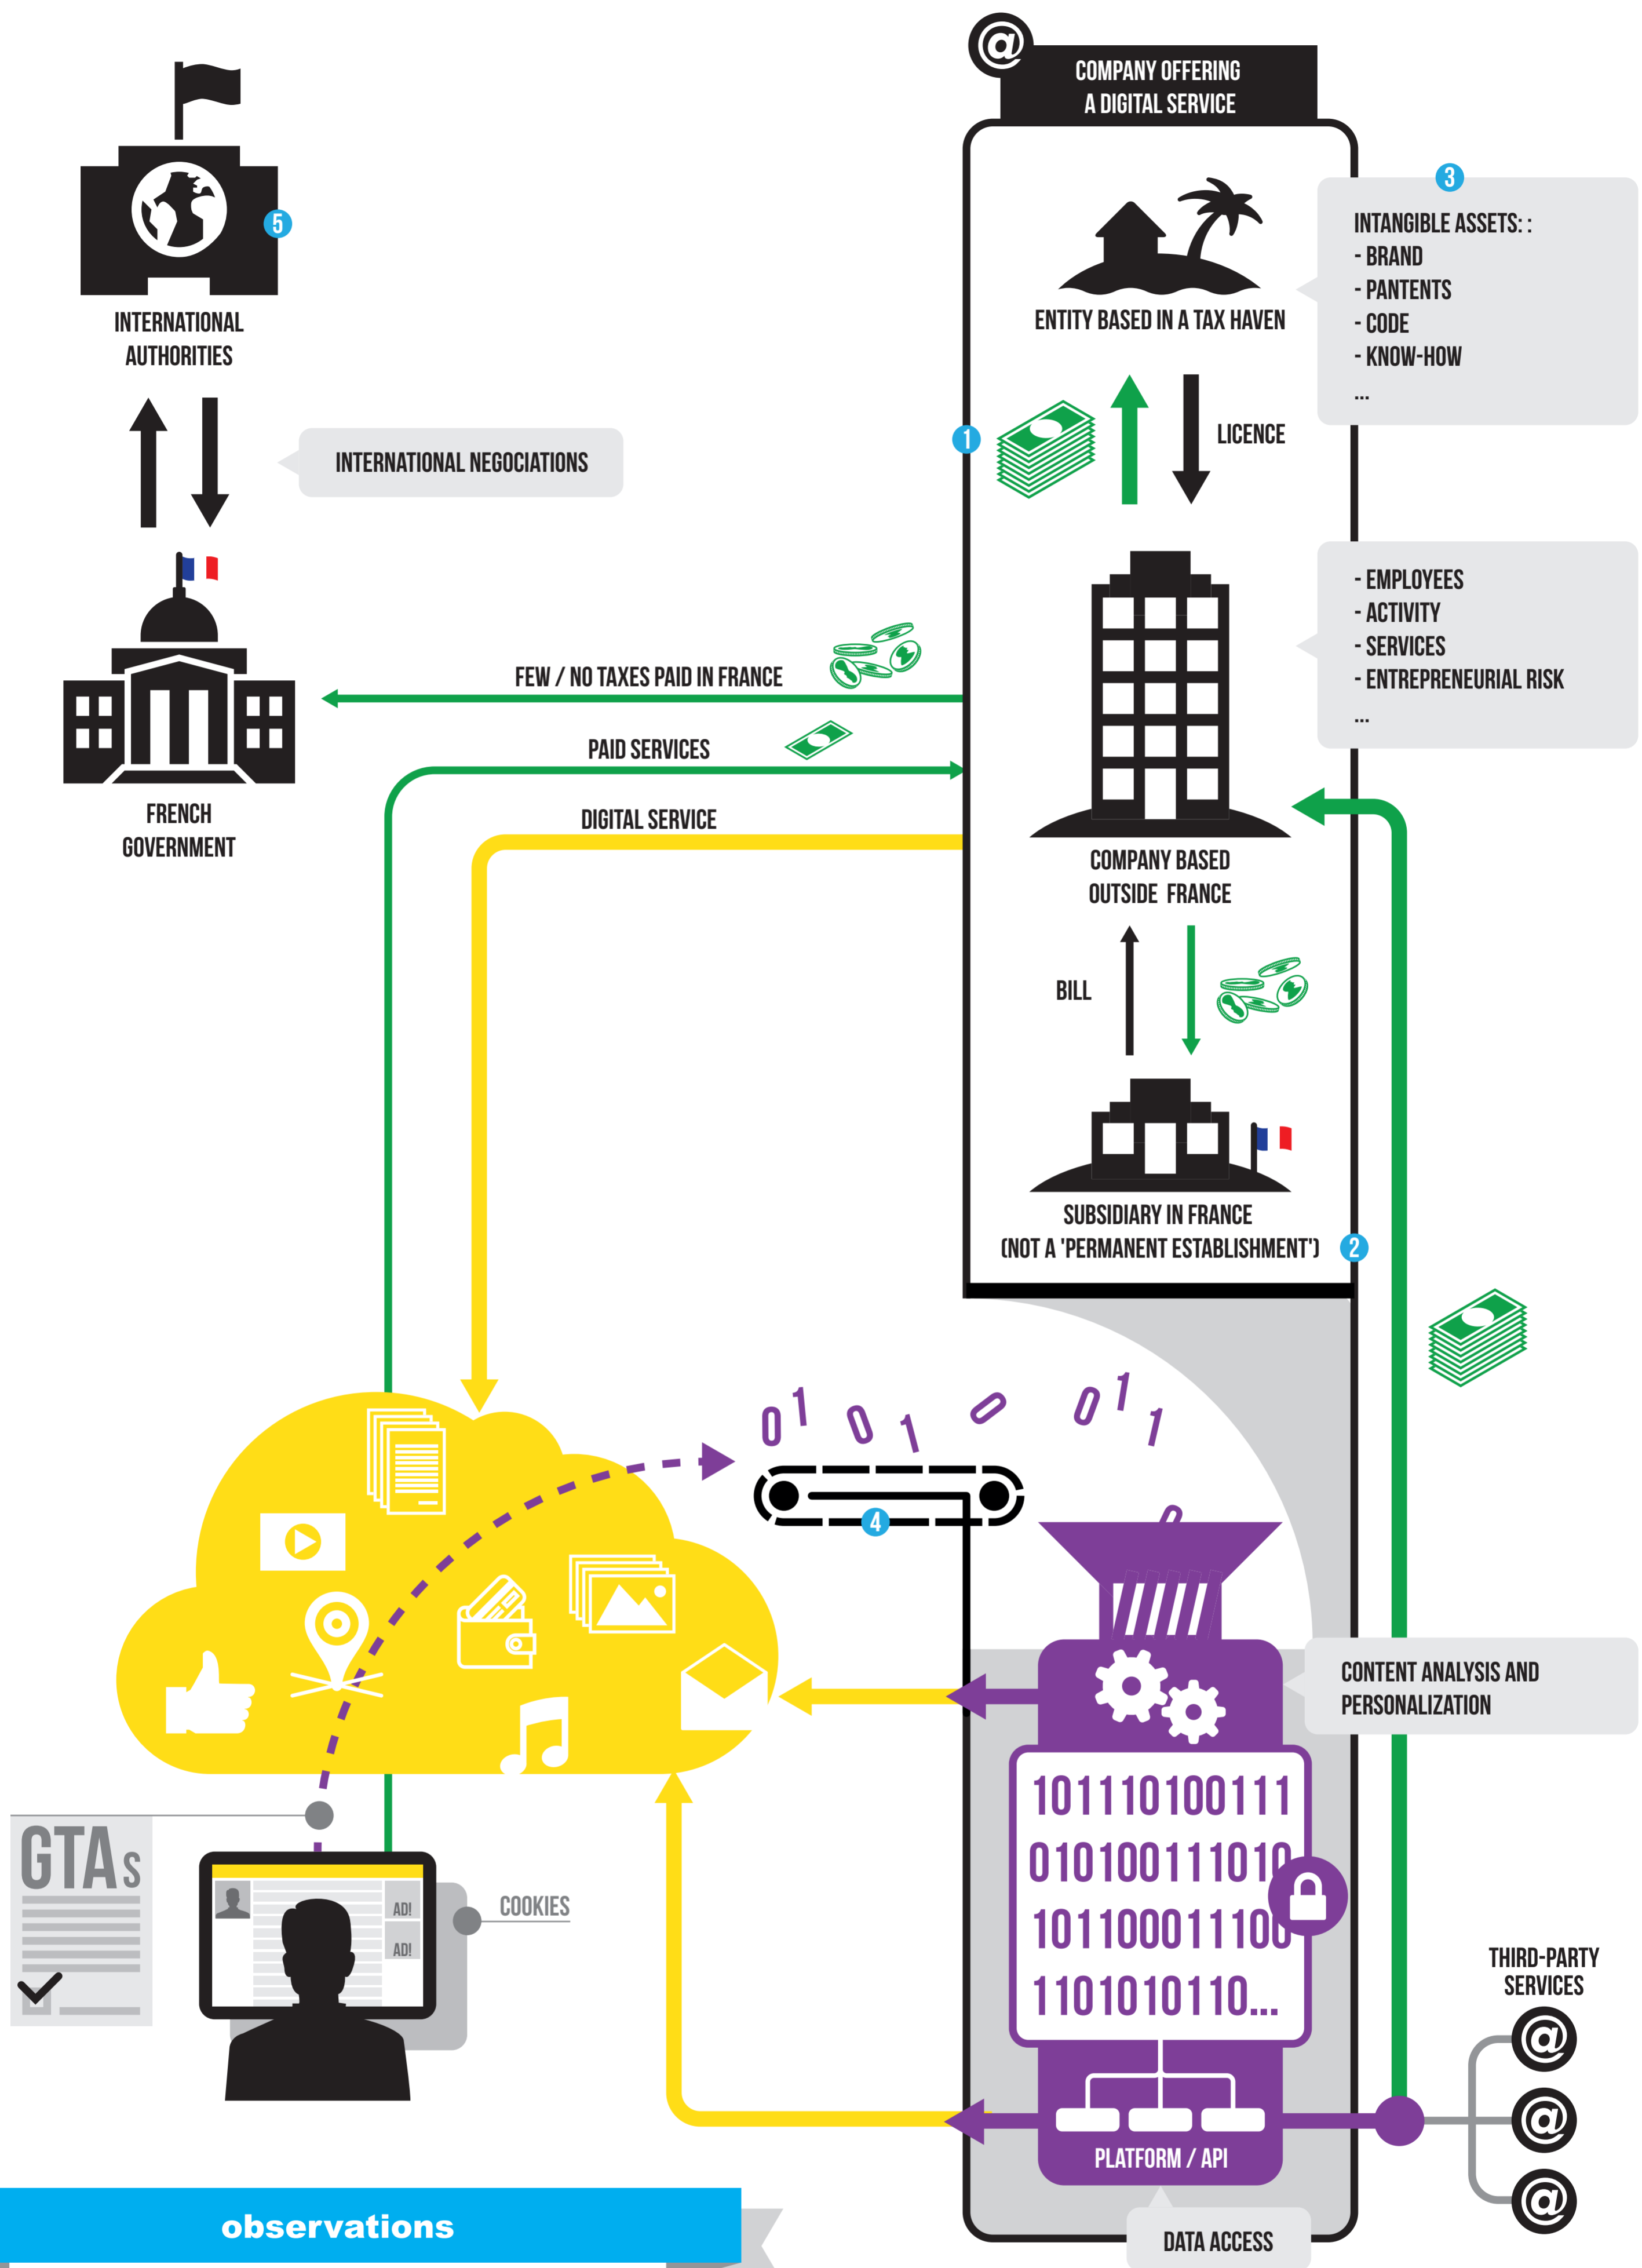 @
COMPANY OFFERING
A DIGITAL SERVICE
3
INTANGIBLE ASSETS: :
- BRAND
- PANTENTS
- CODE
- KNOW-HOW
...
5
INTERNATIONAL
AUTHORITIES
ENTITY BASED IN A TAX HAVEN
1
LICENCE
INTERNATIONAL NEGOCIATIONS
- EMPLOYEES
- ACTIVITY
- SERVICES
- ENTREPRENEURIAL RISK
...
FEW / NO TAXES PAID IN FRANCE
PAID SERVICES
DIGITAL SERVICE
FRENCH
GOVERNMENT
COMPANY BASED
OUTSIDE FRANCE
BILL
SUBSIDIARY IN FRANCE
(NOT A 'PERMANENT ESTABLISHMENT')
2
0 1 0 1 0 0 1 1
4
0
CONTENT ANALYSIS AND
PERSONALIZATION
101110100111
010100111010
101100011100
1101010110...
GTAs
AD!
AD!
COOKIES
THIRD-PARTY
SERVICES
@
@
@
PLATFORM / API
DATA ACCESS
observations